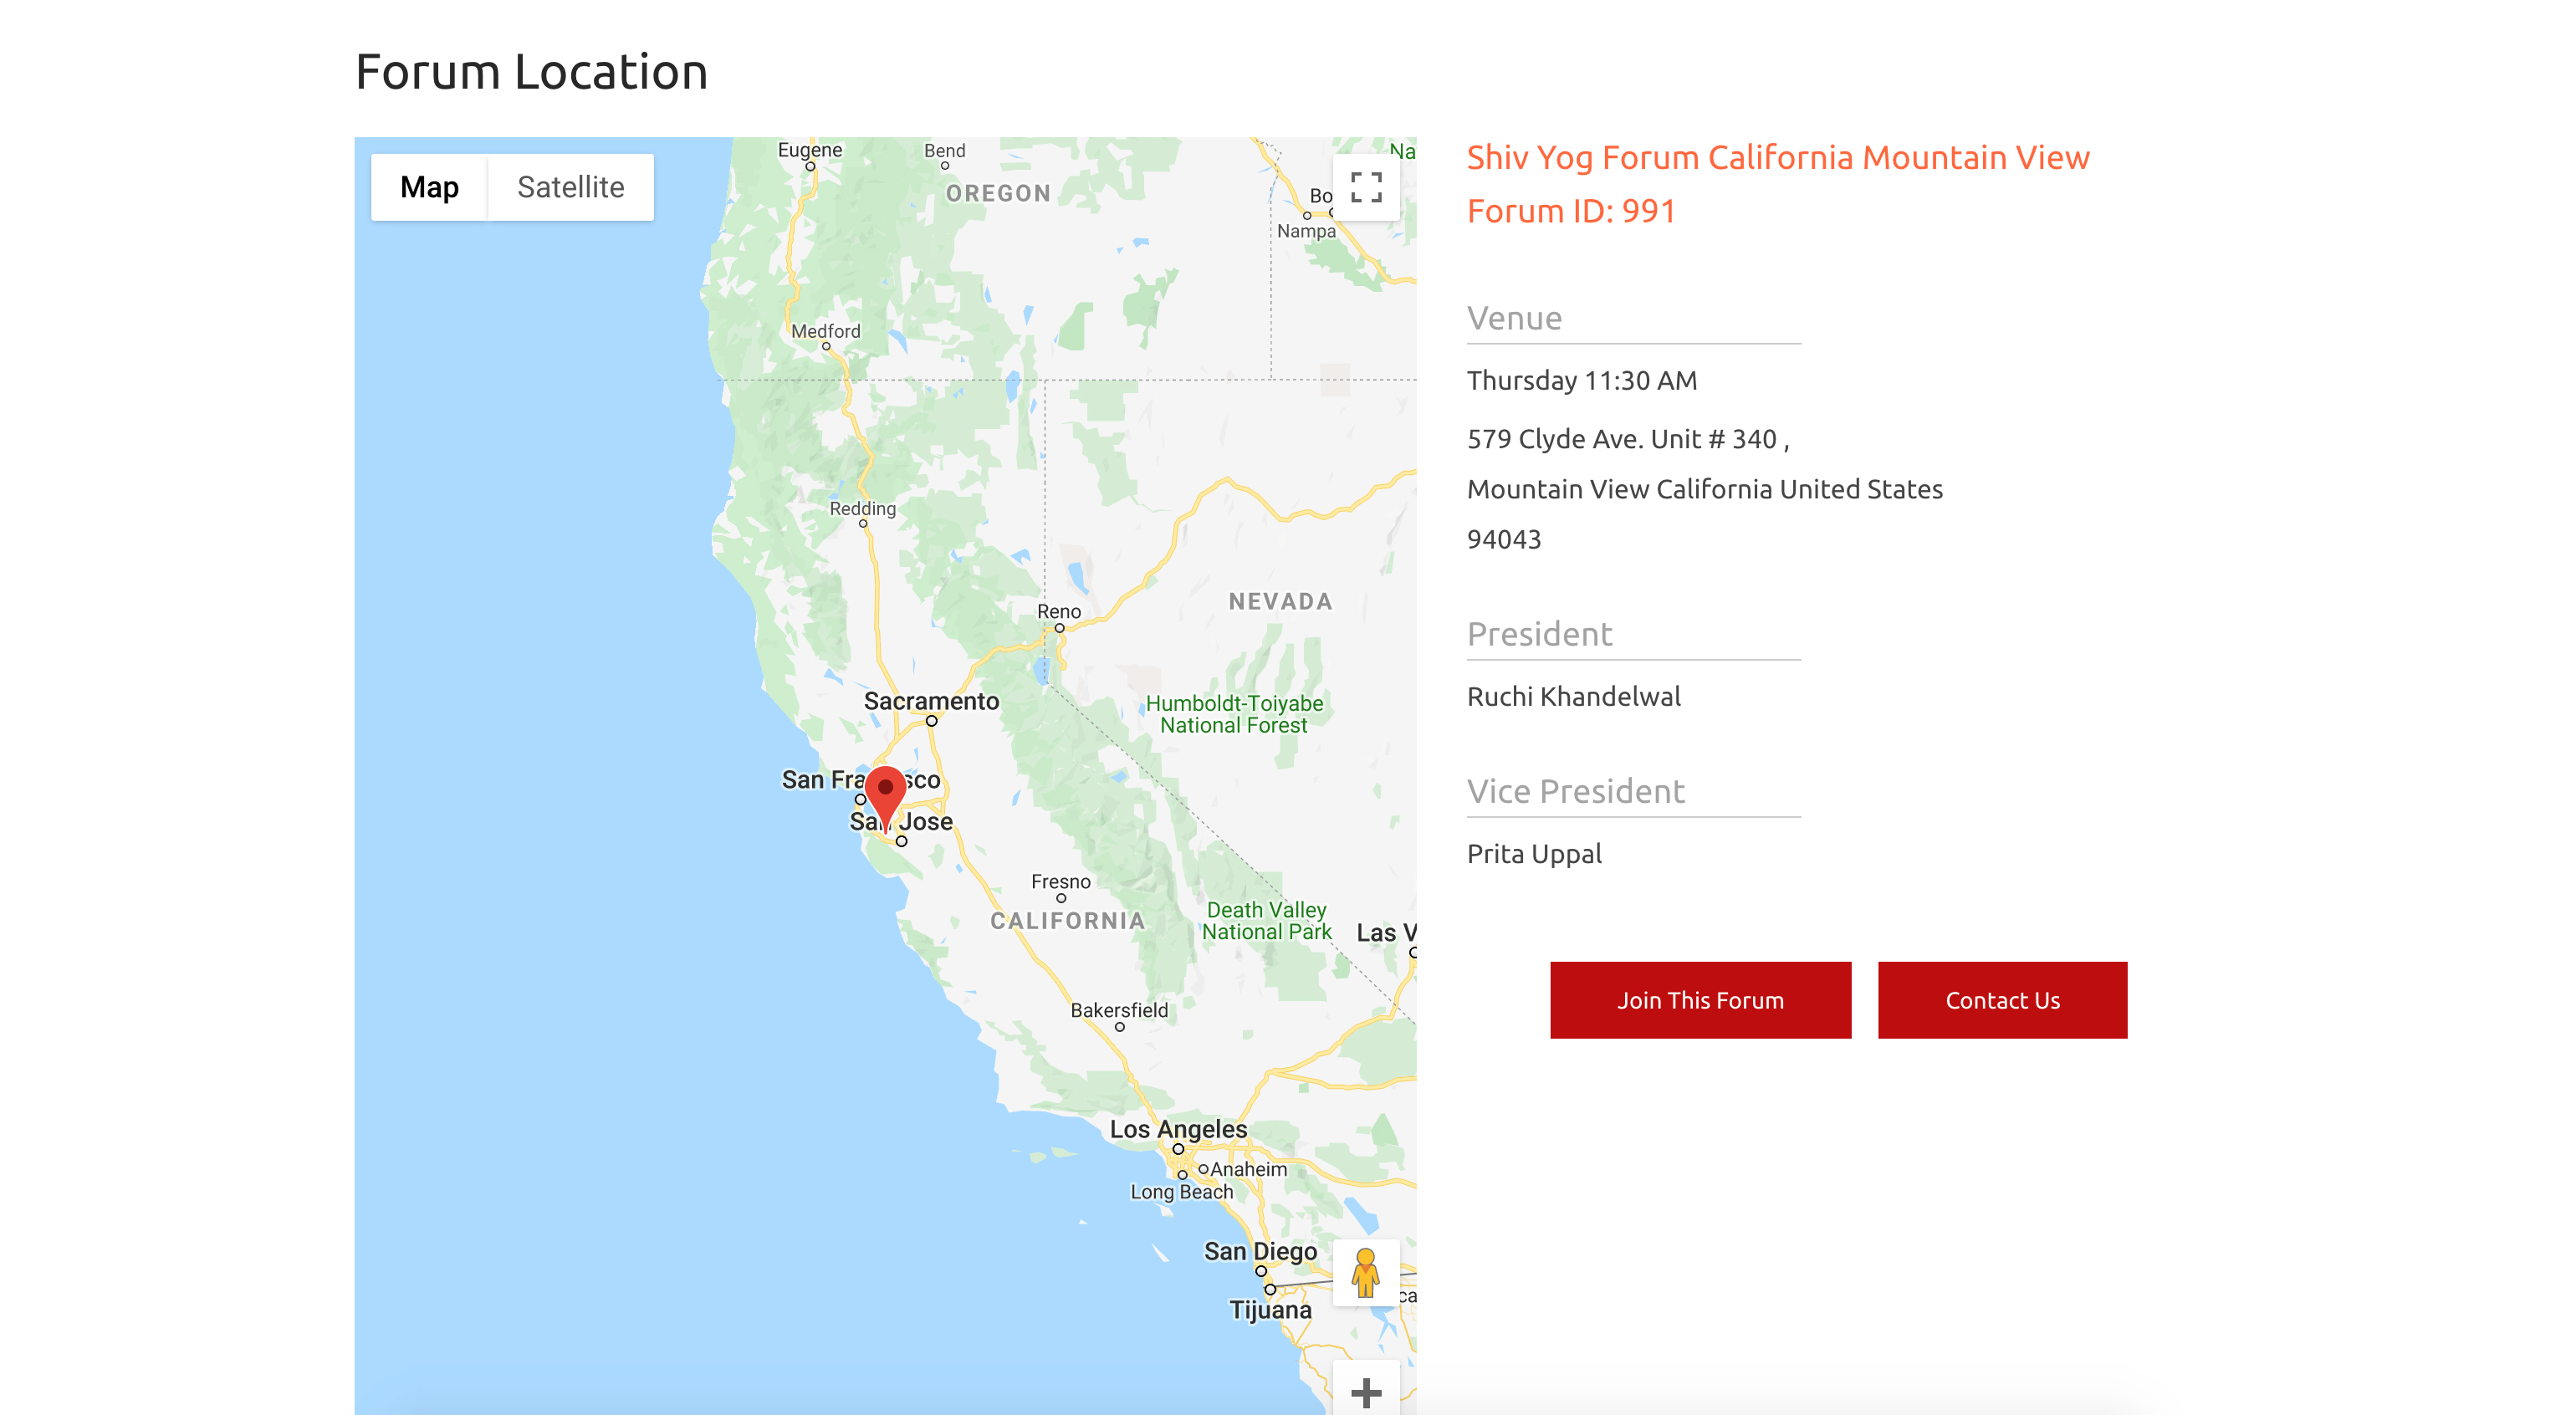 Forum Location
Map
Satellite
Eugene
Bend
OREGON
Na
Bo
Nampa
Medford
Redding
Reno
NEVADA
Sacramento
Humboldt-Toiyabe
National Forest
San Fra sco
San Jose
Fresno
CALIFORNIA
Death Valley
National Park
Las V
Bakersfield
Los Angeles
Anaheim
Long Beach
San Diego
Tijuana
ca
Shiv Yog Forum California Mountain View
Forum ID: 991
Venue
Thursday 11:30 AM
579 Clyde Ave. Unit # 340 ,
Mountain View California United States
94043
President
Ruchi Khandelwal
Vice President
Prita Uppal
Join This Forum
Contact Us